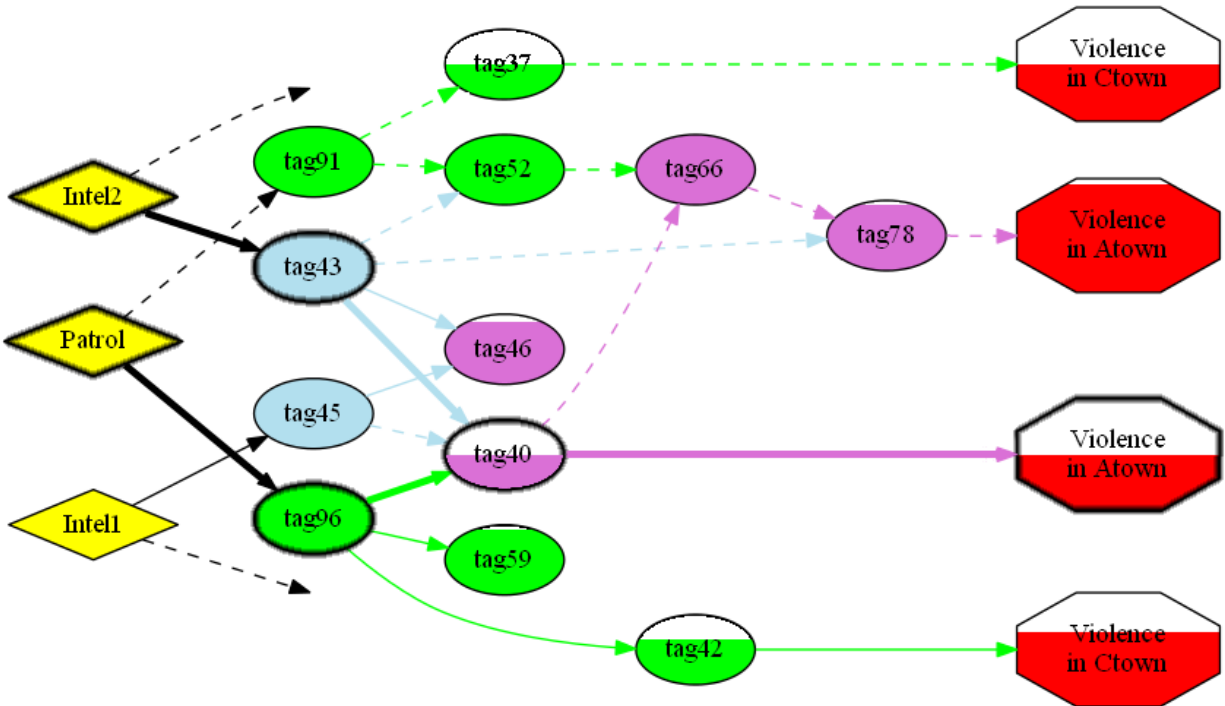 tag37
Violence
in Ctown
tag91
tag52
tag66
Intel2
Violence
in Atown
tag78
tag43
Patrol
tag46
tag45
tag40
Violence
in Atown
Intel1
tag96
tag59
tag42
Violence
in Ctown